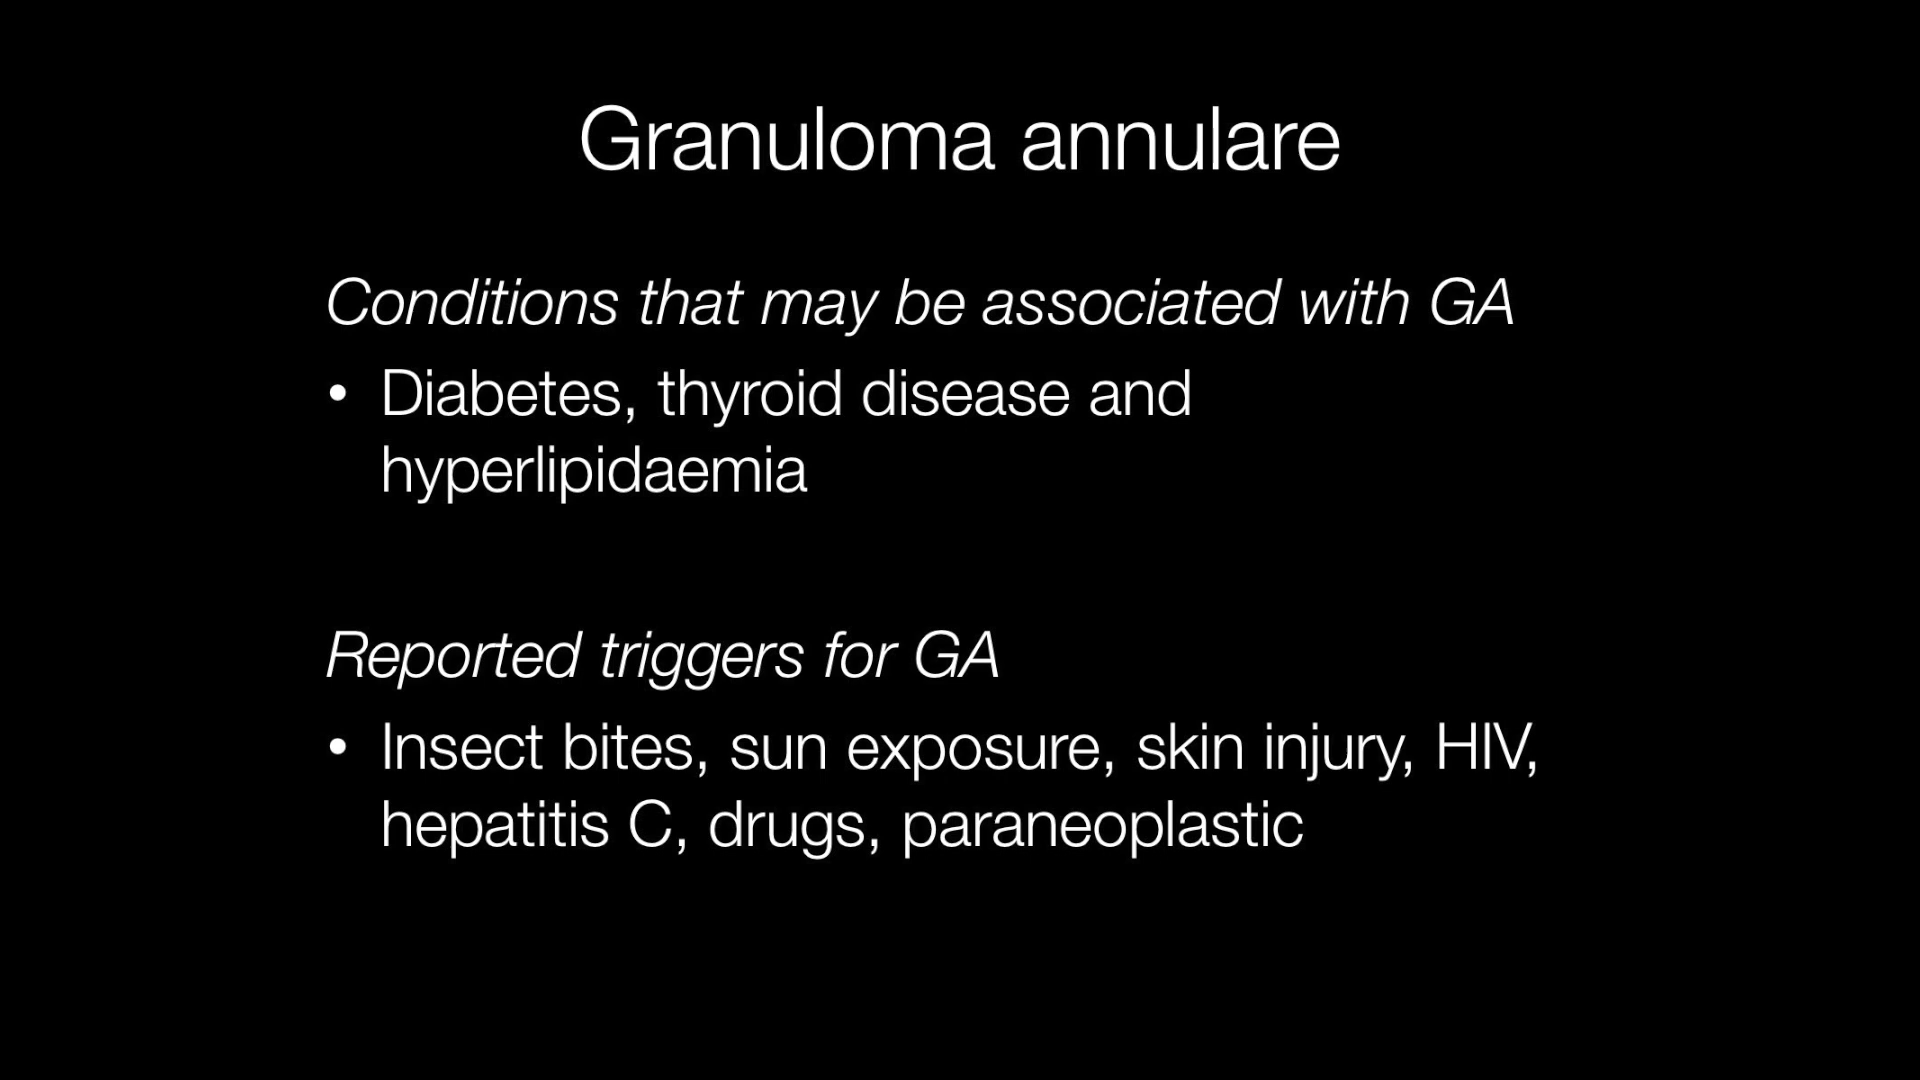 Granuloma annulare
Conditions that may be associated with GA
• Diabetes, thyroid disease and
hyperlipidaemia
Reported triggers for GA
• Insect bites, sun exposure, skin injury, HIV,
hepatitis C, drugs, paraneoplastic